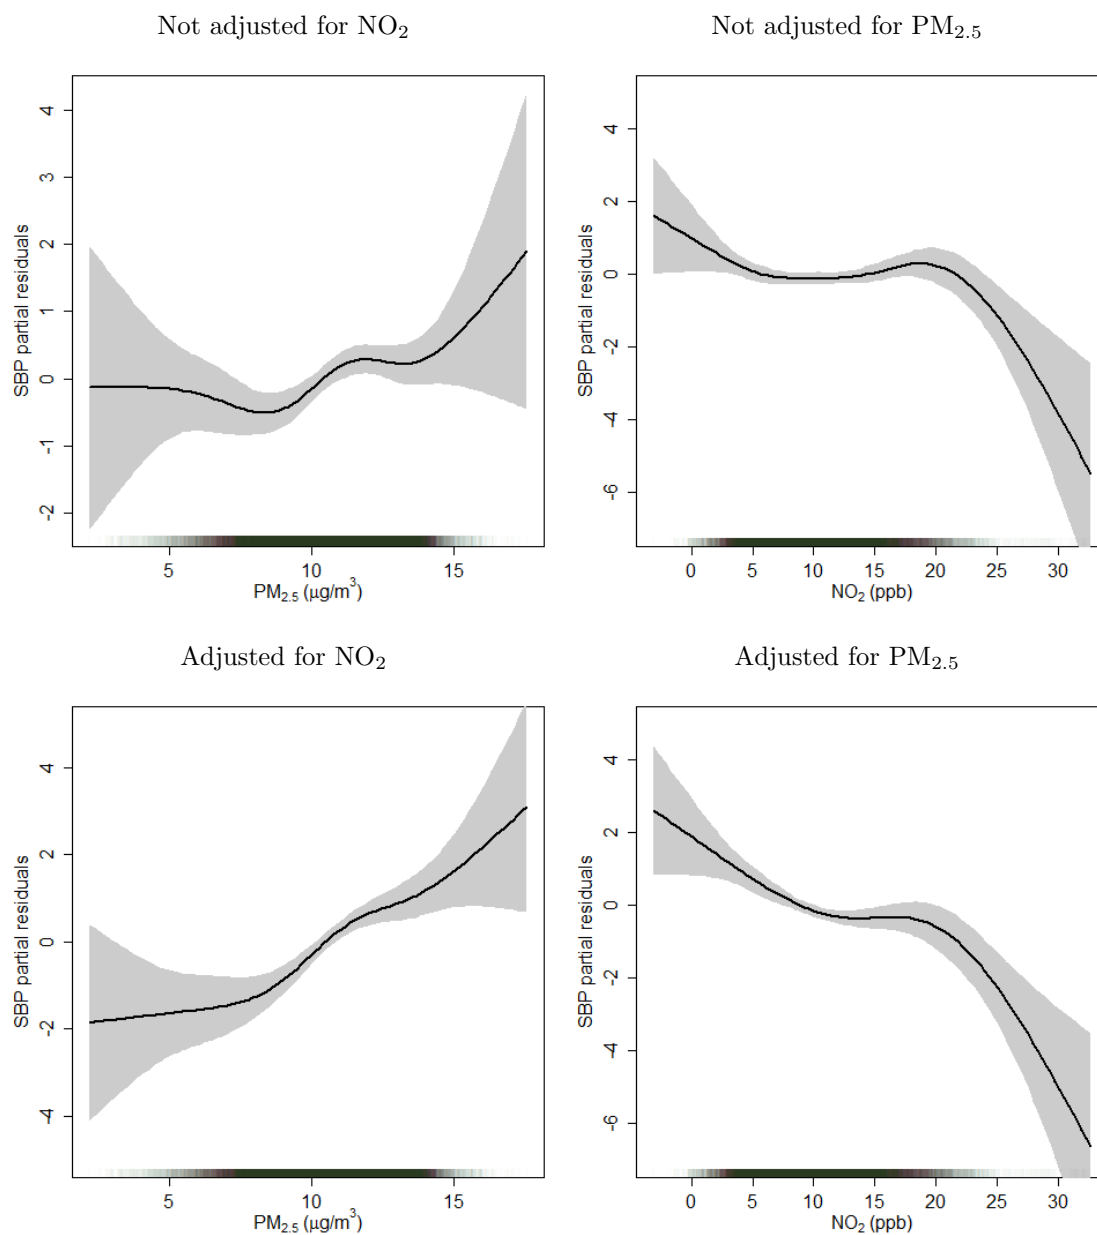 Not adjusted for NO₂
Not adjusted for PM₂.₅
SBP partial residuals
4
3
2
1
0
-1
-2
5 10 15
PM₂.₅ (μg/m³)
SBP partial residuals
4
2
0
-2
-4
-6
0 5 10 15 20 25 30
NO₂ (ppb)
Adjusted for NO₂
Adjusted for PM₂.₅
SBP partial residuals
4
2
0
-2
-4
5 10 15
PM₂.₅ (μg/m³)
SBP partial residuals
4
2
0
-2
-4
-6
0 5 10 15 20 25 30
NO₂ (ppb)